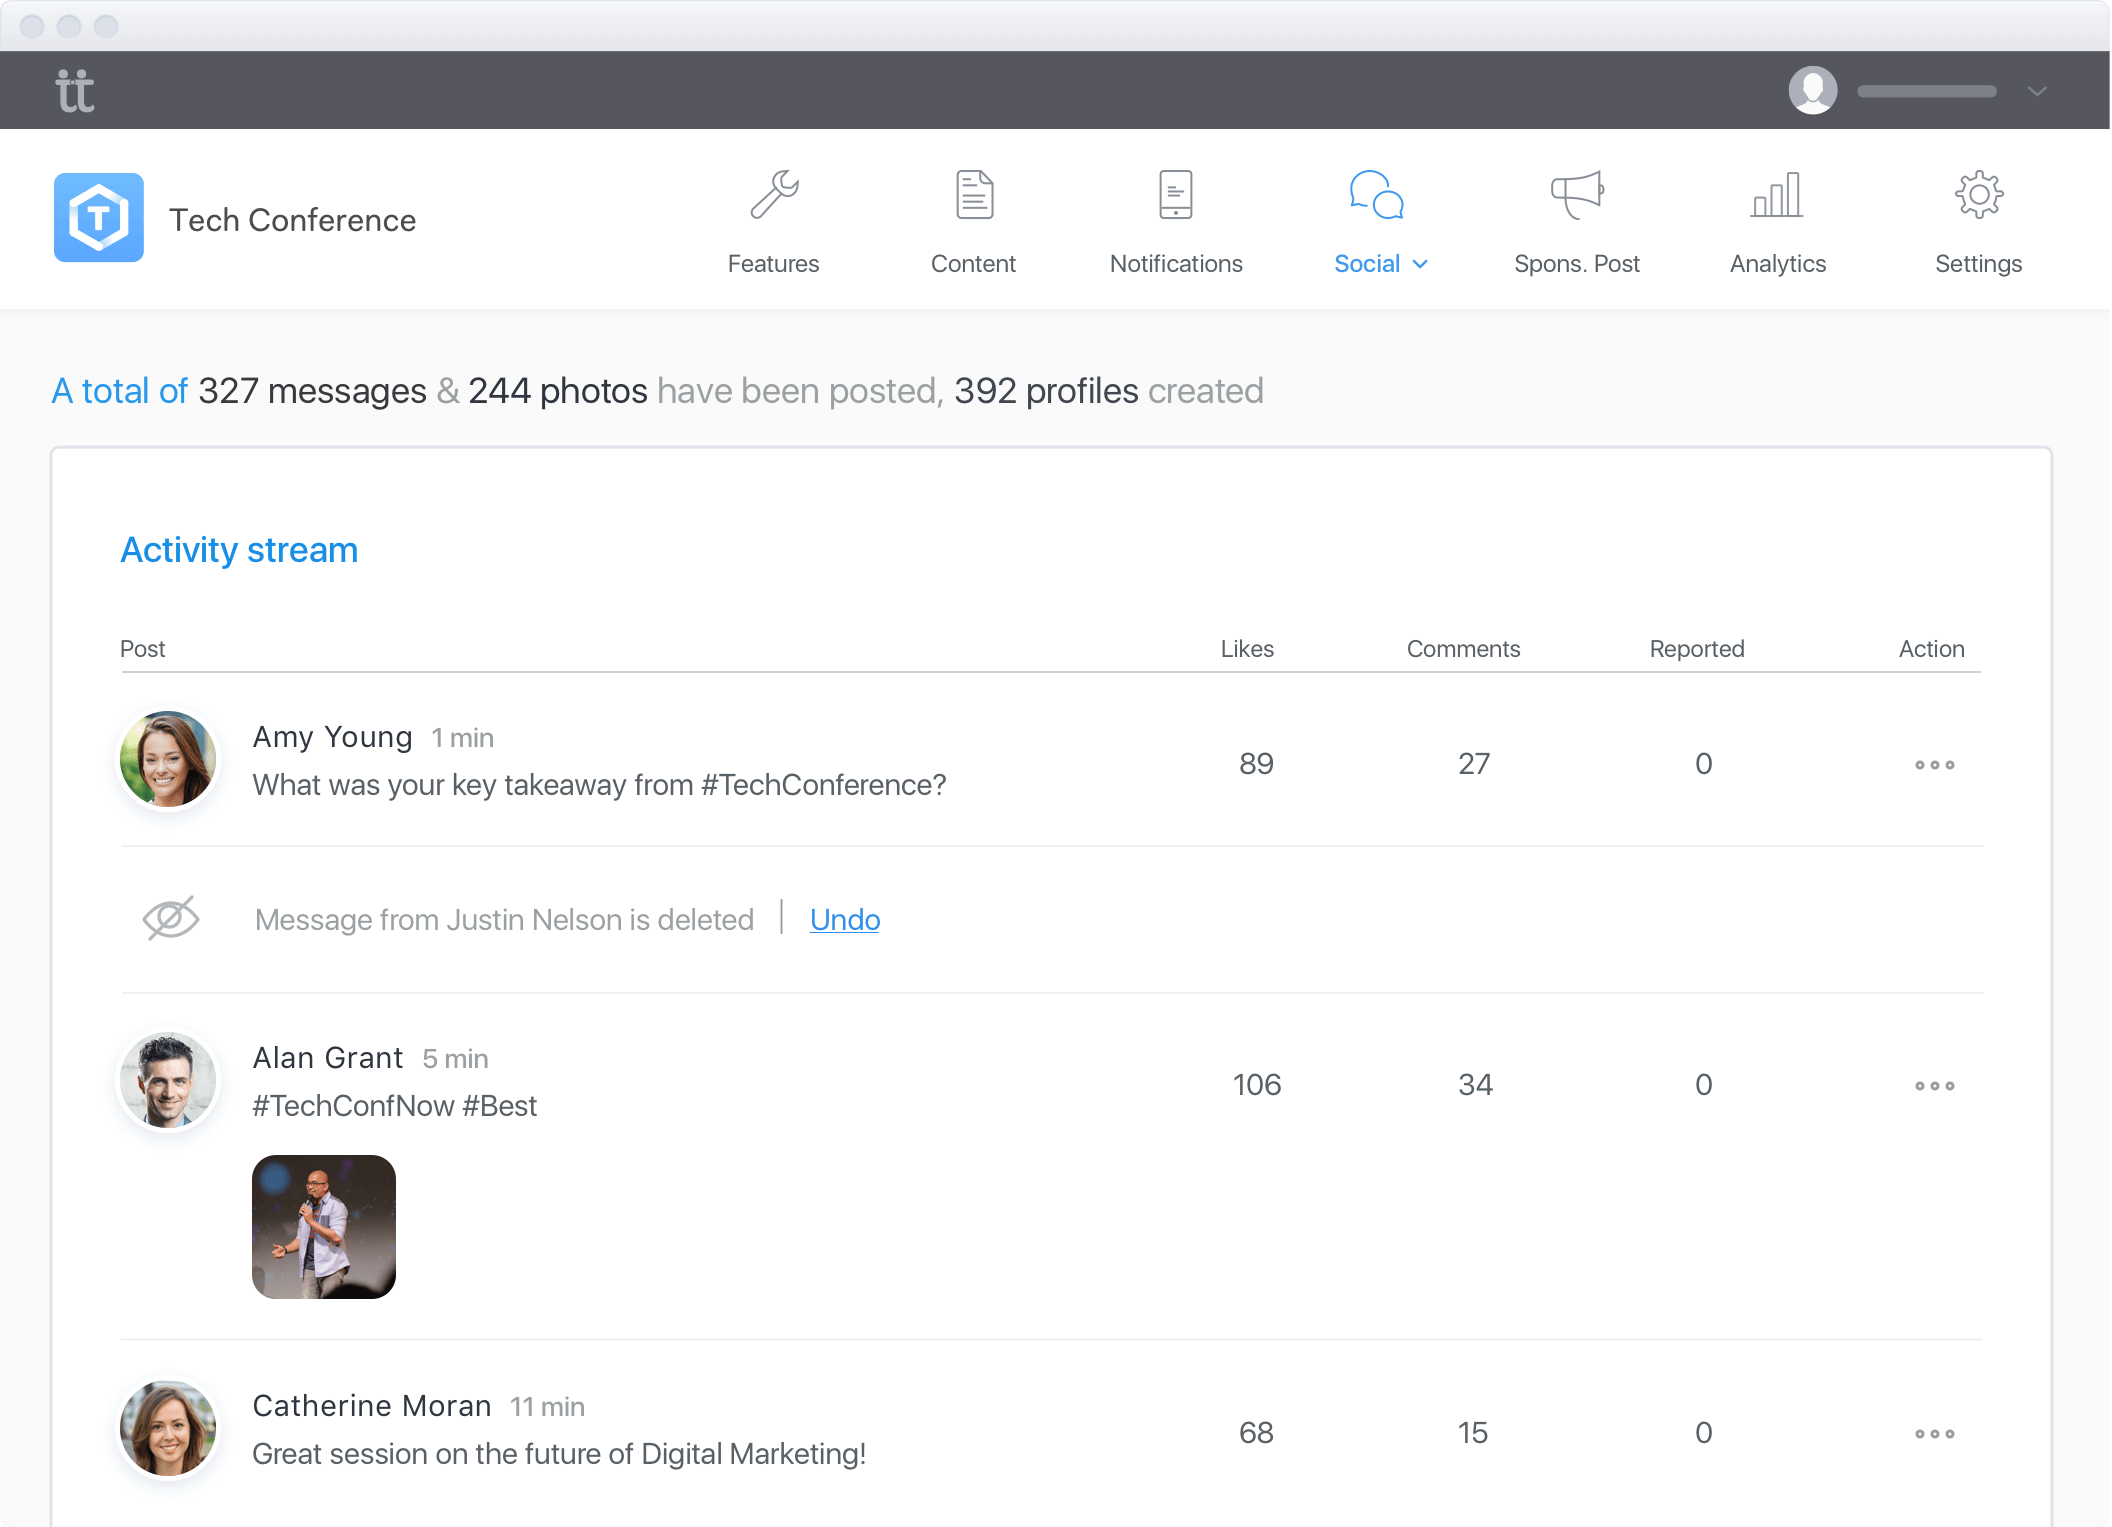 tt
T
Tech Conference
Features
Content
Notifications
Social
Spons. Post
Analytics
Settings
A total of 327 messages & 244 photos have been posted, 392 profiles created
Activity stream
Post Likes Comments Reported Action
Amy Young 1 min
What was your key takeaway from #TechConference?
89 27 0
Message from Justin Nelson is deleted | Undo
Alan Grant 5 min
#TechConfNow #Best
106 34 0
Catherine Moran 11 min
Great session on the future of Digital Marketing!
68 15 0